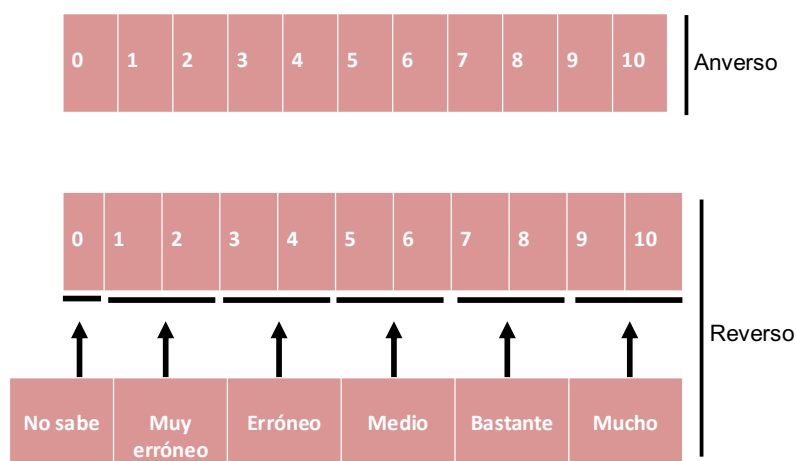 0 1 2 3 4 5 6 7 8 9 10
Anverso
0 1 2 3 4 5 6 7 8 9 10
Reverso
No sabe
Muy
erróneo
Erróneo
Medio
Bastante
Mucho